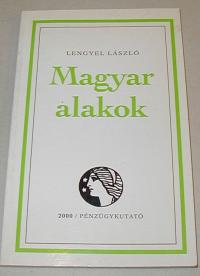 LENGYEL LÁSZLÓ
Magyar
alakok
2000 / PÉNZÜGYKUTATÓ